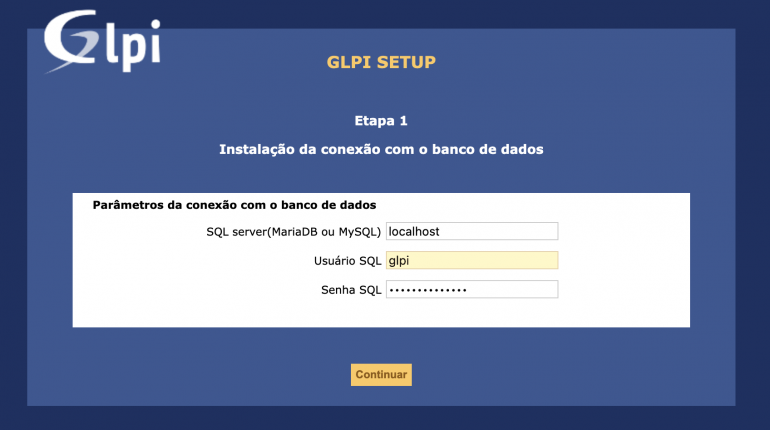 Glpi
GLPI SETUP
Etapa 1
Instalação da conexão com o banco de dados
Parâmetros da conexão com o banco de dados
SQL server(MariaDB ou MySQL) localhost
Usuário SQL glpi
Senha SQL ••••••••••••••
Continuar